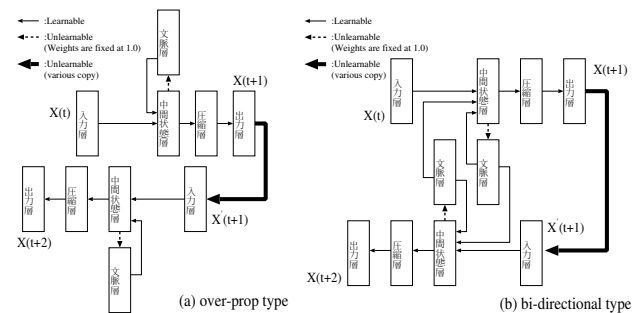 :Learnable
:Unlearnable
(Weights are fixed at 1.0)
:Unlearnable
(various copy)
文脈層
X(t)
入力層
中間状態層
圧縮層
出力層
X(t+1)
出力層
圧縮層
中間状態層
入力層
X'(t+1)
X(t+2)
文脈層
(a) over-prop type
:Learnable
:Unlearnable
(Weights are fixed at 1.0)
:Unlearnable
(various copy)
X(t)
入力層
中間状態層
圧縮層
出力層
X(t+1)
文脈層
文脈層
X(t+2)
出力層
圧縮層
中間状態層
入力層
X'(t+1)
(b) bi-directional type